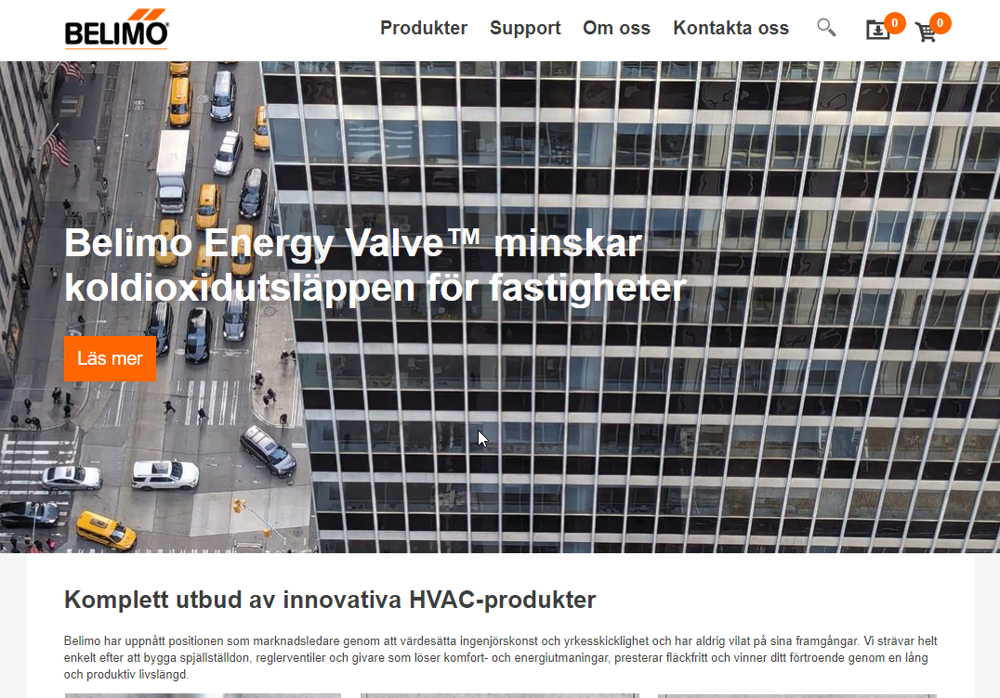 BELIMO®
Produkter Support Om oss Kontakta oss 0 0
Belimo Energy Valve™ minskar
koldioxidutsläppen för fastigheter
Läs mer
Komplett utbud av innovativa HVAC-produkter
Belimo har uppnått positionen som marknadsledare genom att värdesätta ingenjörskonst och yrkesskicklighet och har aldrig vilat på sina framgångar. Vi strävar helt
enkelt efter att bygga spjällställdon, reglerventiler och givare som löser komfort- och energiutmaningar, presterar fläckfritt och vinner ditt förtroende genom en lång
och produktiv livslängd.